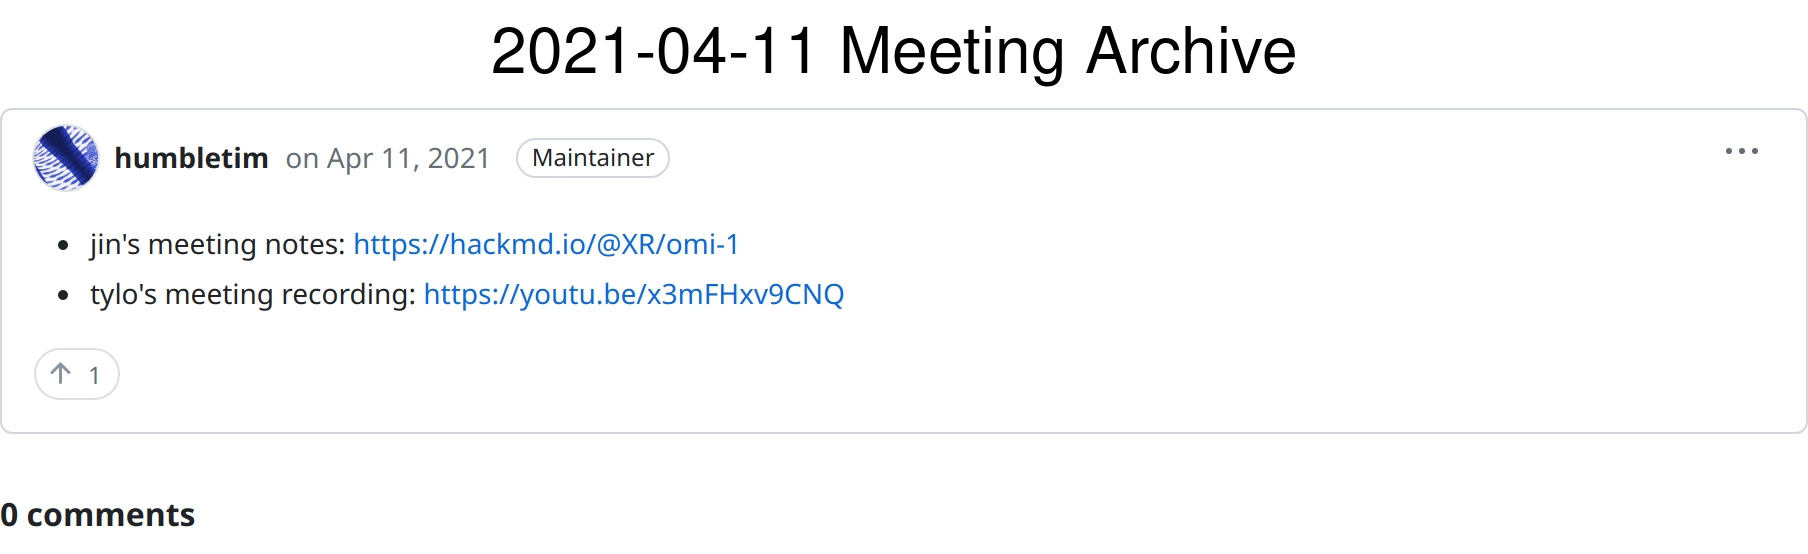 2021-04-11 Meeting Archive
humbletim on Apr 11, 2021 Maintainer
jin's meeting notes: https://hackmd.io/@XR/omi-1
tylo's meeting recording: https://youtu.be/x3mFHxv9CNQ
1
0 comments